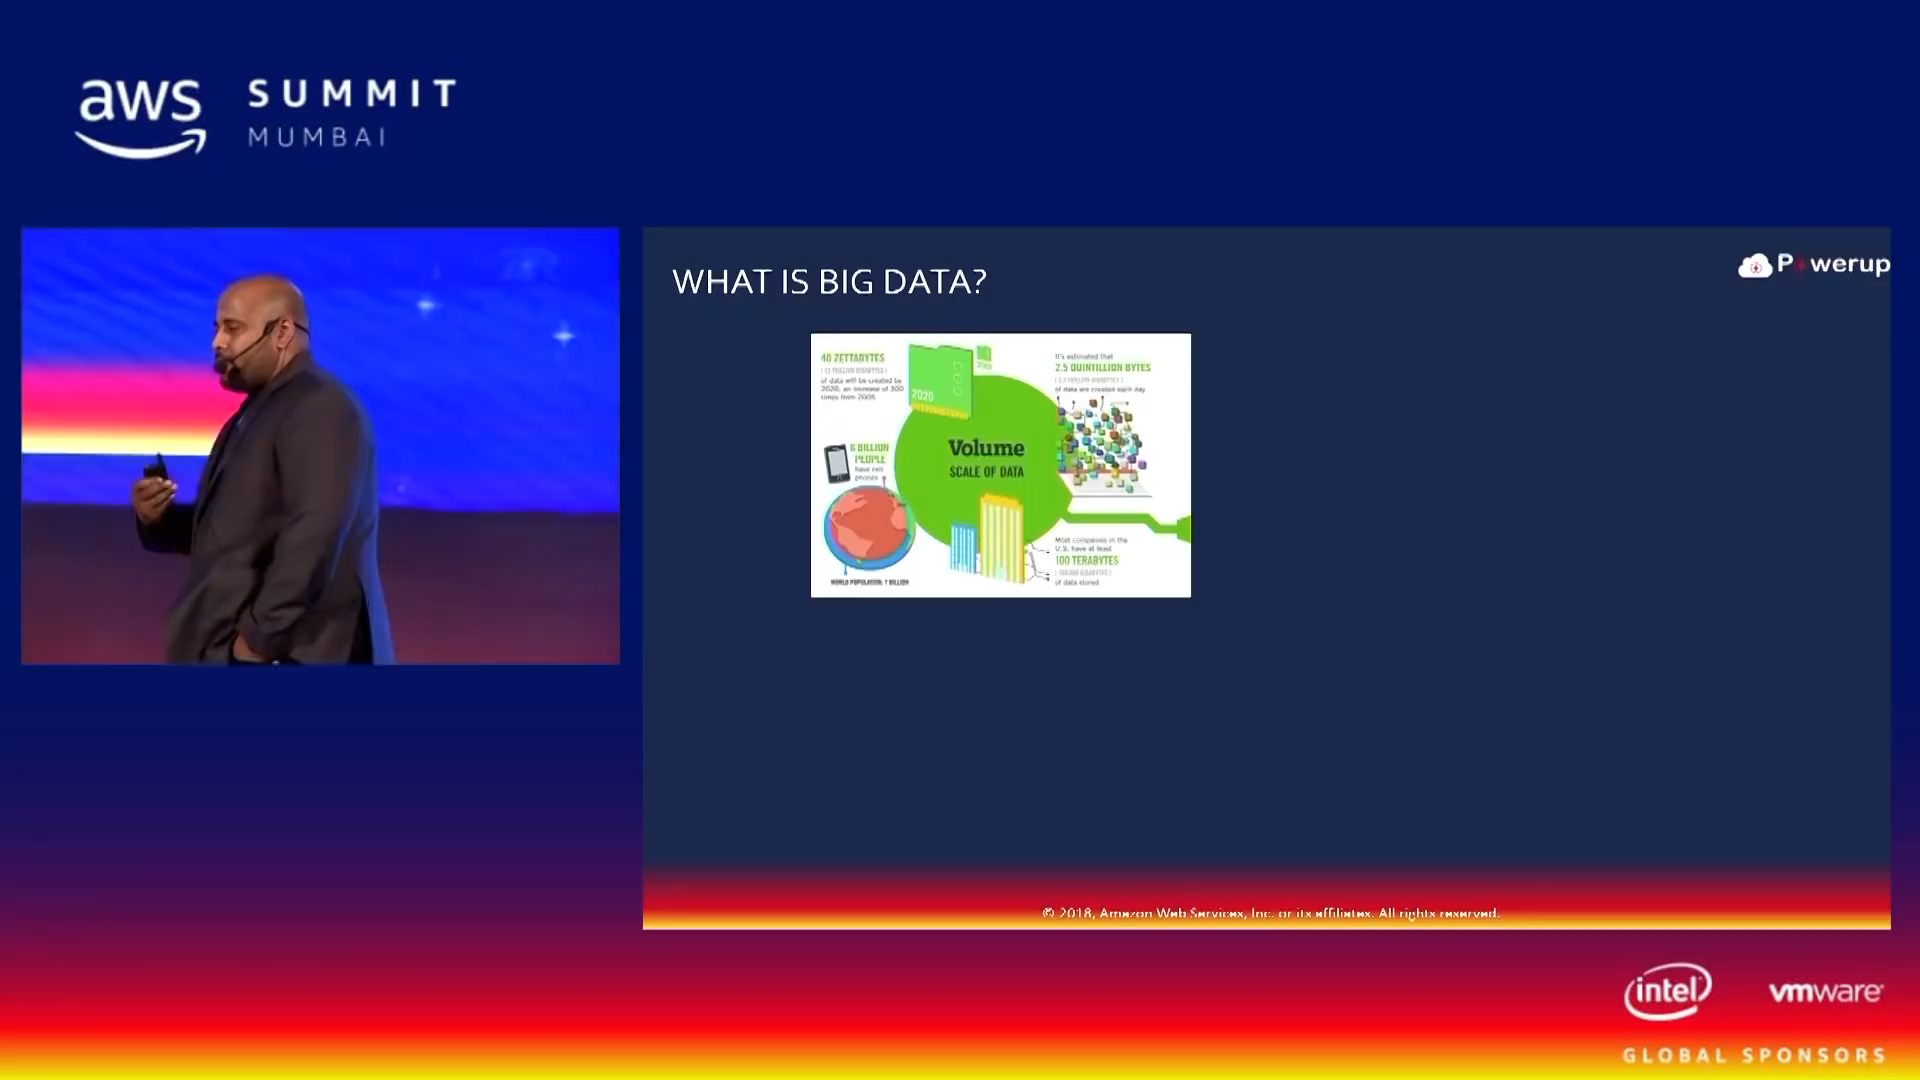 aws SUMMIT
MUMBAI
WHAT IS BIG DATA?
Powerup
40 ZETTABYTES
of data will be created by
2020, an increase of 300
times from 2005
2020
2005
It's estimated that
2.5 QUINTILLION BYTES
of data are created each day
6 BILLION
PEOPLE
have cell
phones
Volume
SCALE OF DATA
WORLD POPULATION: 7 BILLION
Most companies in the
U.S. have at least
100 TERABYTES
of data stored
© 2018, Amazon Web Services, Inc. or its affiliates. All rights reserved.
intel
vmware
GLOBAL SPONSORS